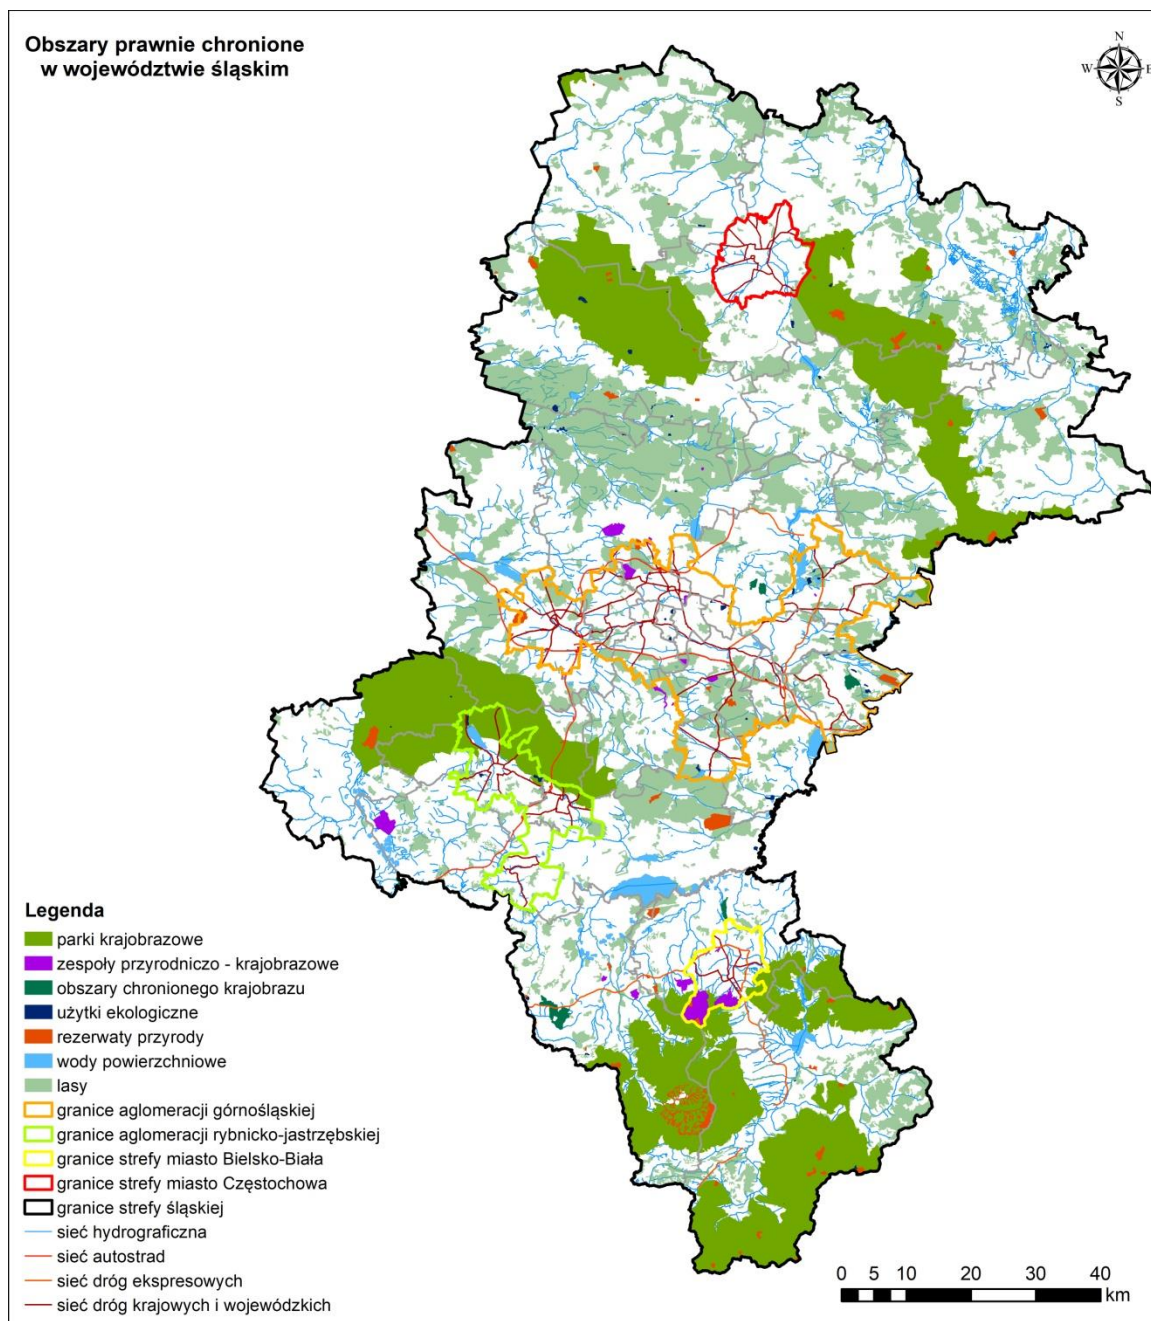 Obszary prawnie chronione
w województwie śląskim
N
W E
S
Legenda
parki krajobrazowe
zespoły przyrodniczo - krajobrazowe
obszary chronionego krajobrazu
użytki ekologiczne
rezerwaty przyrody
wody powierzchniowe
lasy
granice aglomeracji górnośląskiej
granice aglomeracji rybnicko-jastrzębskiej
granice strefy miasto Bielsko-Biała
granice strefy miasto Częstochowa
granice strefy śląskiej
sieć hydrograficzna
sieć autostrad
sieć dróg ekspresowych
sieć dróg krajowych i wojewódzkich
0 5 10 20 30 40
km